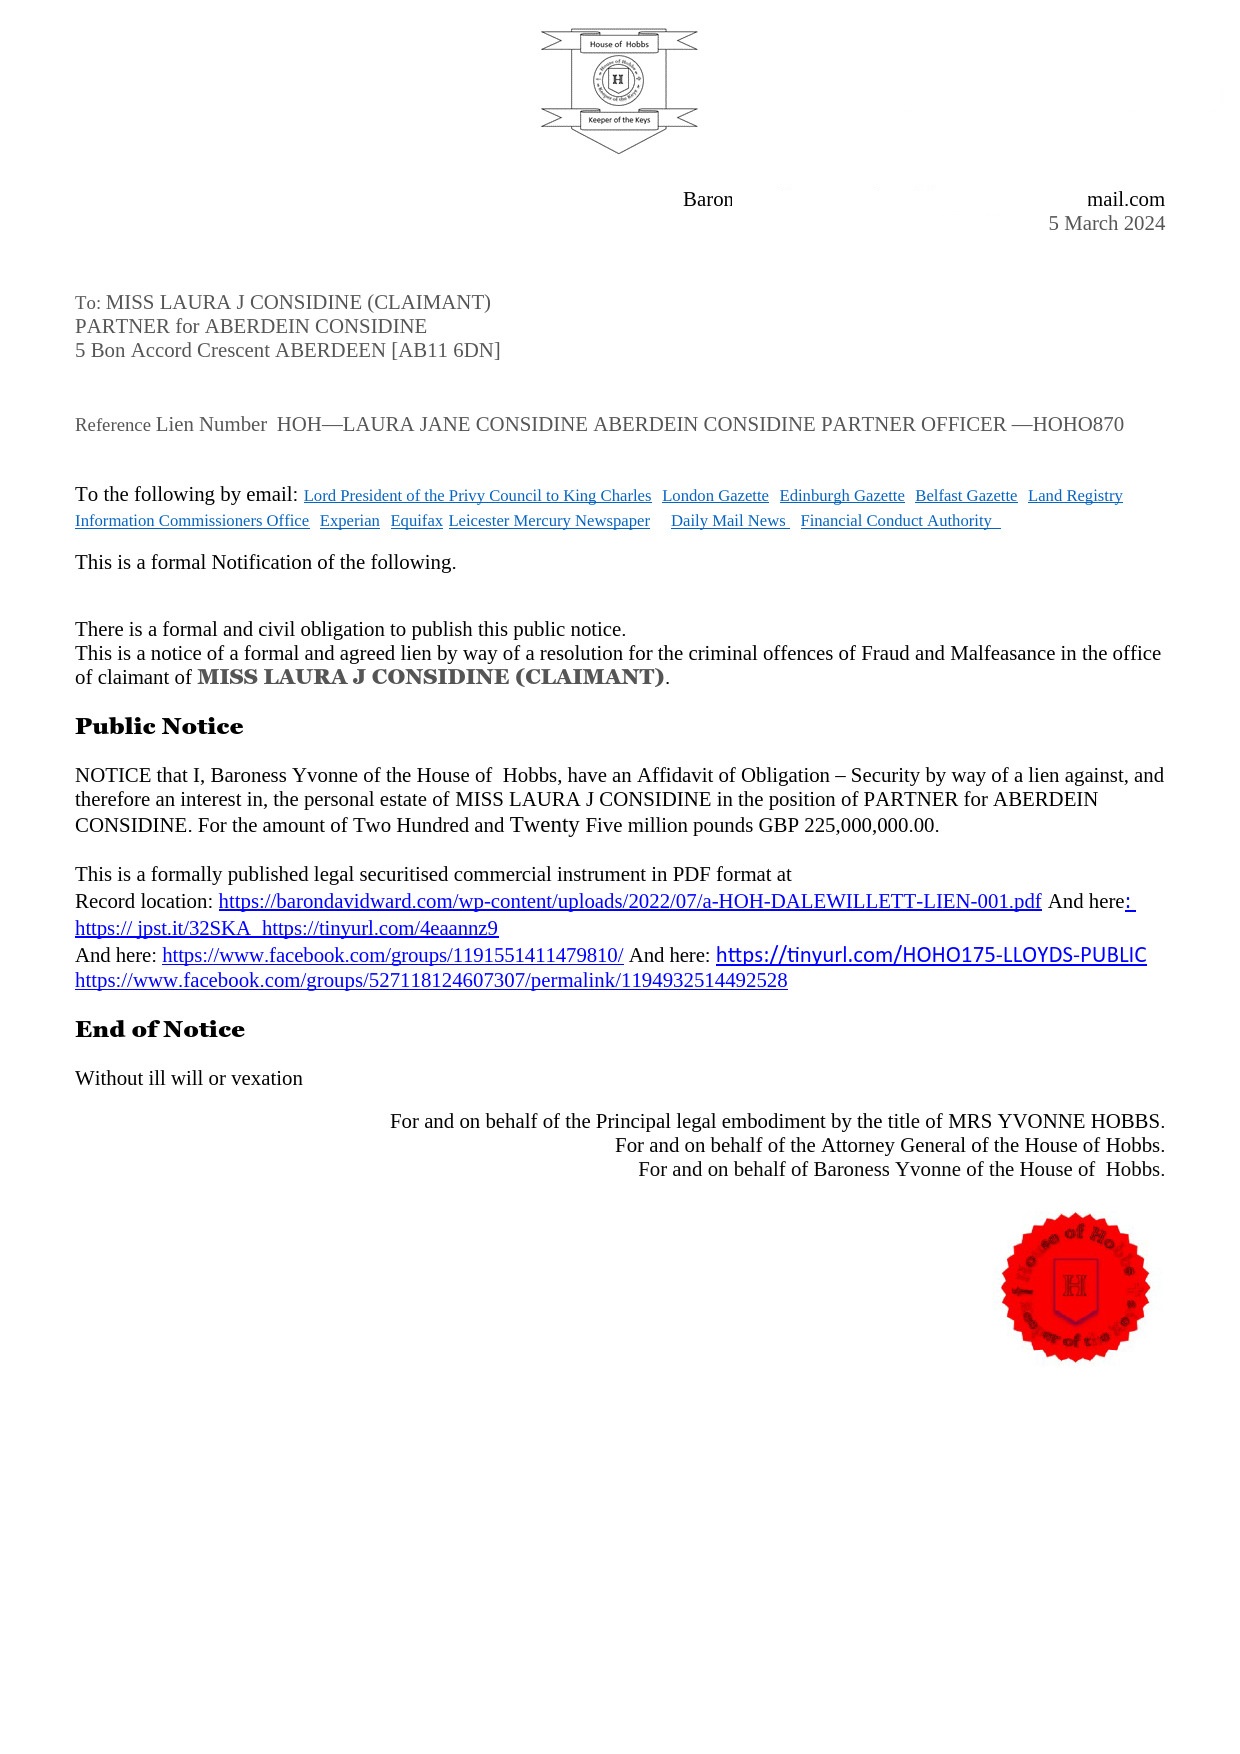 House of Hobbs
House of Hobbs
H
Keeper of the Keys
Keeper of the Keys
Baron mail.com
5 March 2024
To: MISS LAURA J CONSIDINE (CLAIMANT)
PARTNER for ABERDEIN CONSIDINE
5 Bon Accord Crescent ABERDEEN [AB11 6DN]
Reference Lien Number HOH—LAURA JANE CONSIDINE ABERDEIN CONSIDINE PARTNER OFFICER —HOHO870
To the following by email: Lord President of the Privy Council to King Charles London Gazette Edinburgh Gazette Belfast Gazette Land Registry
Information Commissioners Office Experian Equifax Leicester Mercury Newspaper Daily Mail News Financial Conduct Authority
This is a formal Notification of the following.
There is a formal and civil obligation to publish this public notice.
This is a notice of a formal and agreed lien by way of a resolution for the criminal offences of Fraud and Malfeasance in the office
of claimant of MISS LAURA J CONSIDINE (CLAIMANT).
Public Notice
NOTICE that I, Baroness Yvonne of the House of Hobbs, have an Affidavit of Obligation – Security by way of a lien against, and
therefore an interest in, the personal estate of MISS LAURA J CONSIDINE in the position of PARTNER for ABERDEIN
CONSIDINE. For the amount of Two Hundred and Twenty Five million pounds GBP 225,000,000.00.
This is a formally published legal securitised commercial instrument in PDF format at
Record location: https://barondavidward.com/wp-content/uploads/2022/07/a-HOH-DALEWILLETT-LIEN-001.pdf And here:
https:// jpst.it/32SKA_https://tinyurl.com/4eaannz9
And here: https://www.facebook.com/groups/1191551411479810/ And here: https://tinyurl.com/HOHO175-LLOYDS-PUBLIC
https://www.facebook.com/groups/527118124607307/permalink/1194932514492528
End of Notice
Without ill will or vexation
For and on behalf of the Principal legal embodiment by the title of MRS YVONNE HOBBS.
For and on behalf of the Attorney General of the House of Hobbs.
For and on behalf of Baroness Yvonne of the House of Hobbs.
House of Hobbs
H
Keeper of the Keys